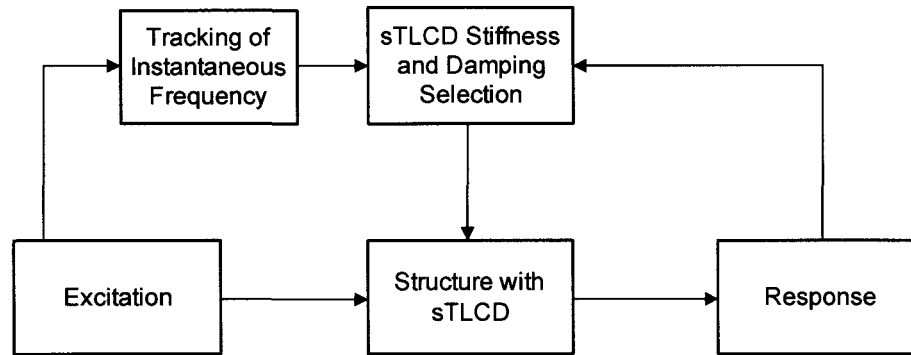 Tracking of
Instantaneous
Frequency
sTLCD Stiffness
and Damping
Selection
Excitation
Structure with
sTLCD
Response